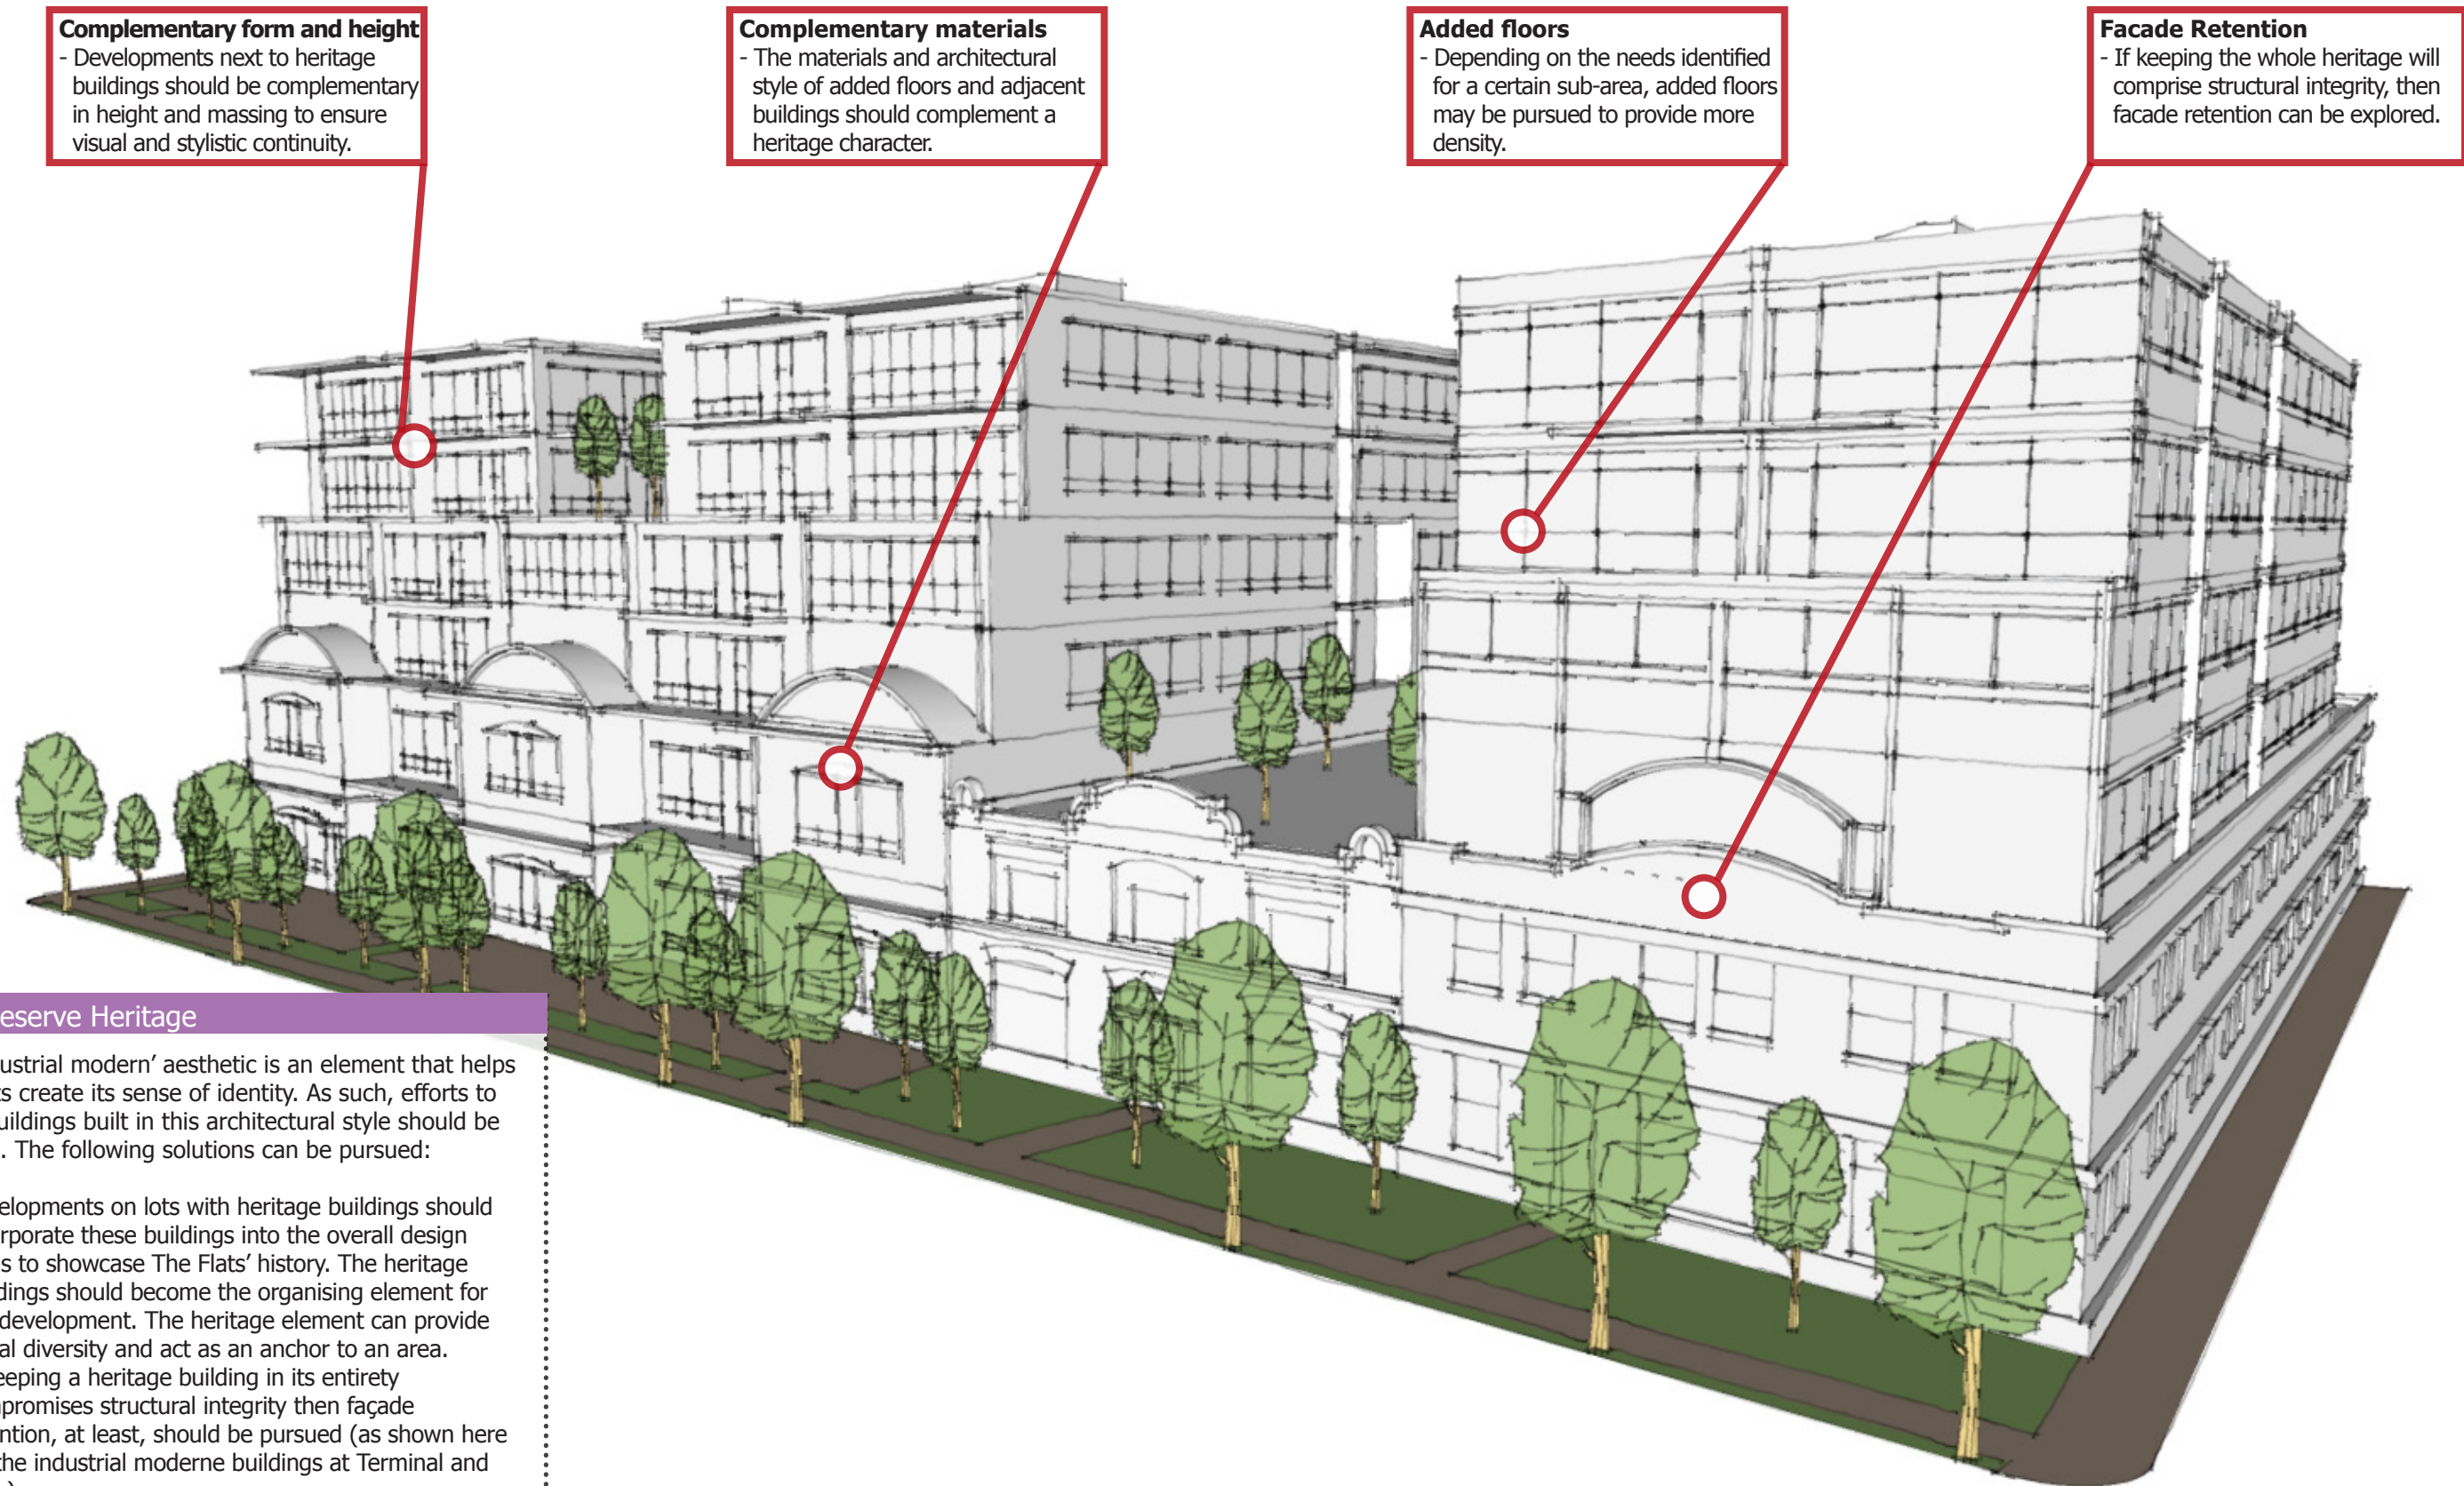 Complementary form and height
- Developments next to heritage
buildings should be complementary
in height and massing to ensure
visual and stylistic continuity.
Complementary materials
- The materials and architectural
style of added floors and adjacent
buildings should complement a
heritage character.
Added floors
- Depending on the needs identified
for a certain sub-area, added floors
may be pursued to provide more
density.
Facade Retention
- If keeping the whole heritage will
comprise structural integrity, then
facade retention can be explored.
eserve Heritage
ustrial modern’ aesthetic is an element that helps
s create its sense of identity. As such, efforts to
uildings built in this architectural style should be
. The following solutions can be pursued:
elopments on lots with heritage buildings should
rporate these buildings into the overall design
s to showcase The Flats’ history. The heritage
dings should become the organising element for
development. The heritage element can provide
al diversity and act as an anchor to an area.
eeping a heritage building in its entirety
promises structural integrity then façade
ntion, at least, should be pursued (as shown here
the industrial moderne buildings at Terminal and